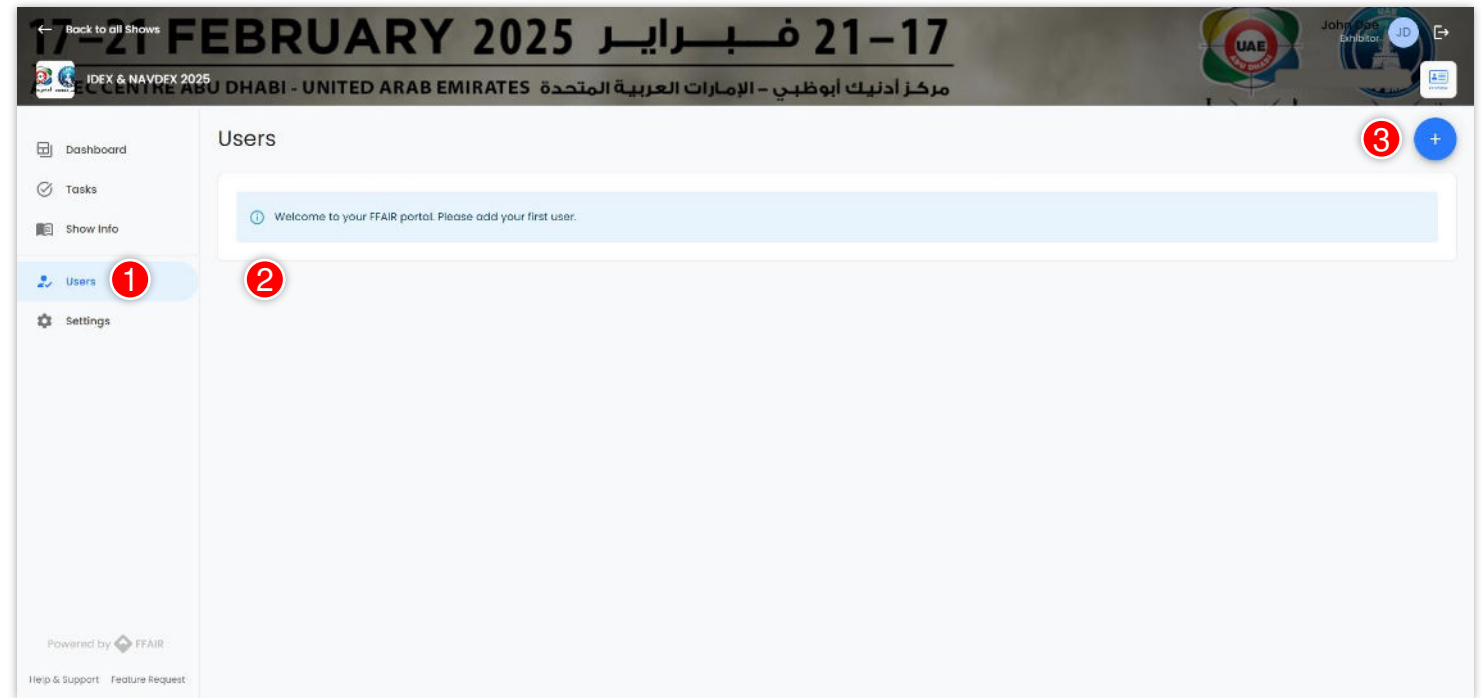 ← Back to all Shows
17–21 FEBRUARY 2025 فـبـرايـر 21–17
John Doe
Exhibitor
JD
IDEX & NAVDEX 2025
CENTRE ABU DHABI - UNITED ARAB EMIRATES مركز أدنيك أبوظبي – الإمارات العربية المتحدة
UAE
ABU DHABI
Dashboard
Users
3
+
Tasks
Show Info
Welcome to your FFAIR portal. Please add your first user.
Users
1
2
Settings
Powered by FFAIR
Help & Support Feature Request